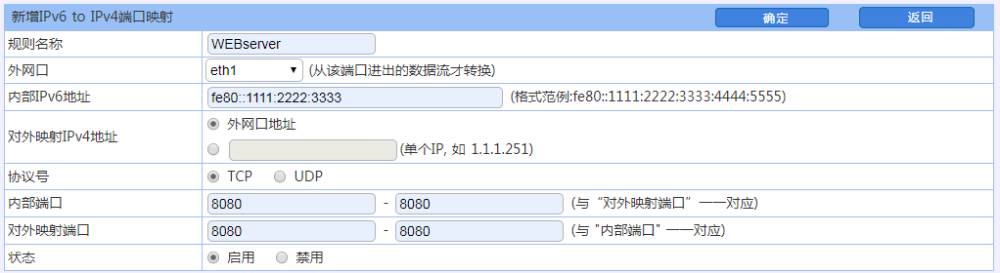 新增IPv6 to IPv4端口映射 确定 返回
规则名称 WEBserver
外网口 eth1 (从该端口进出的数据流才转换)
内部IPv6地址 fe80::1111:2222:3333 (格式范例:fe80::1111:2222:3333:4444:5555)
对外映射IPv4地址 外网口地址
(单个IP, 如 1.1.1.251)
协议号 TCP UDP
内部端口 8080 - 8080 (与“对外映射端口”一一对应)
对外映射端口 8080 - 8080 (与 "内部端口" 一一对应)
状态 启用 禁用